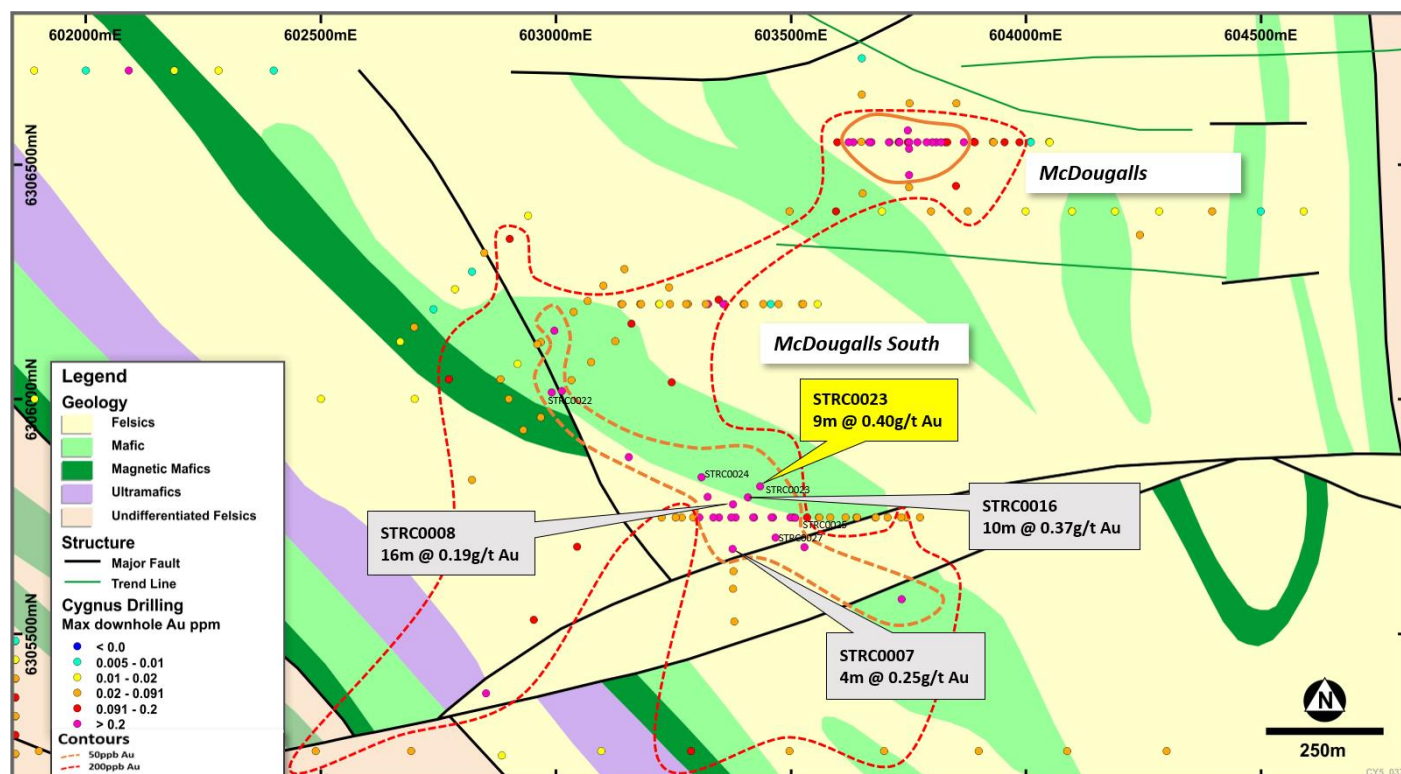 602000mE
602500mE
603000mE
603500mE
604000mE
604500mE
6306500mN
6306000mN
6305500mN
McDougalls
McDougalls South
STRC0023
9m @ 0.40g/t Au
STRC0022
STRC0024
STRC0023
STRC0025
STRC0027
STRC0016
10m @ 0.37g/t Au
STRC0008
16m @ 0.19g/t Au
STRC0007
4m @ 0.25g/t Au
Legend
Geology
Felsics
Mafic
Magnetic Mafics
Ultramafics
Undifferentiated Felsics
Structure
Major Fault
Trend Line
Cygnus Drilling
Max downhole Au ppm
< 0.0
0.005 - 0.01
0.01 - 0.02
0.02 - 0.091
0.091 - 0.2
> 0.2
Contours
50ppb Au
200ppb Au
N
250m